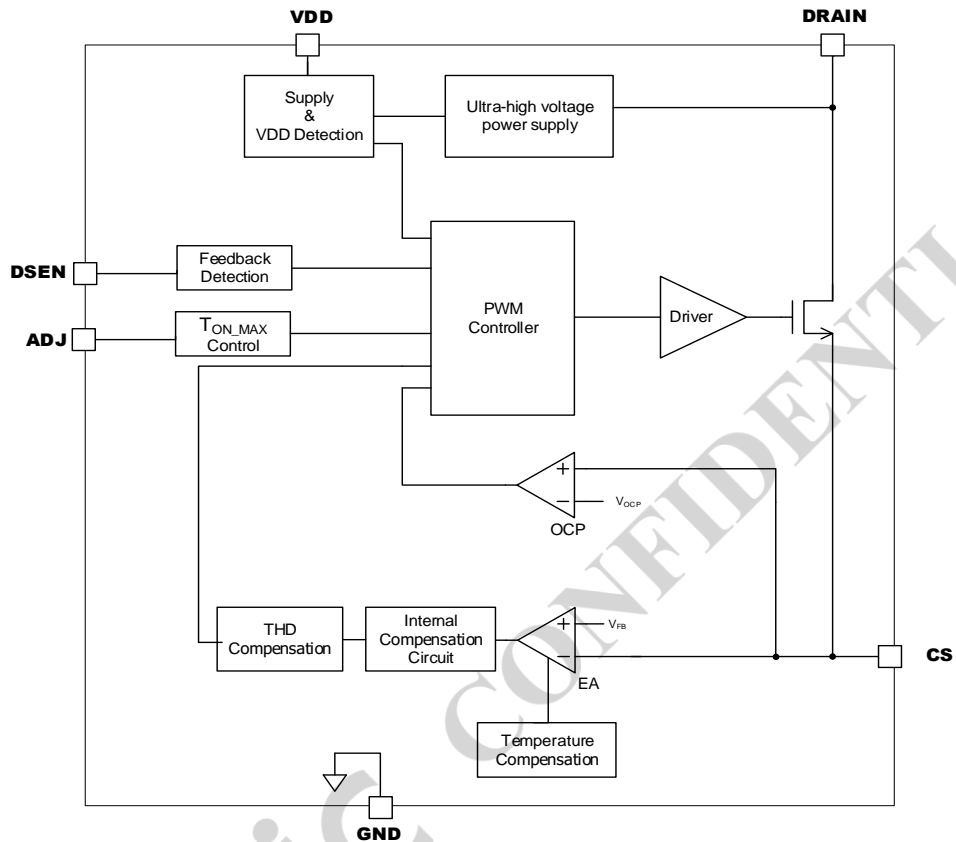 VDD
DRAIN
Supply
&
VDD Detection
Ultra-high voltage
power supply
DSEN
Feedback
Detection
ADJ
TON_MAX
Control
PWM
Controller
Driver
+
−
VOCP
OCP
THD
Compensation
Internal
Compensation
Circuit
+
VFB
−
EA
CS
Temperature
Compensation
GND
CONFIDENTI